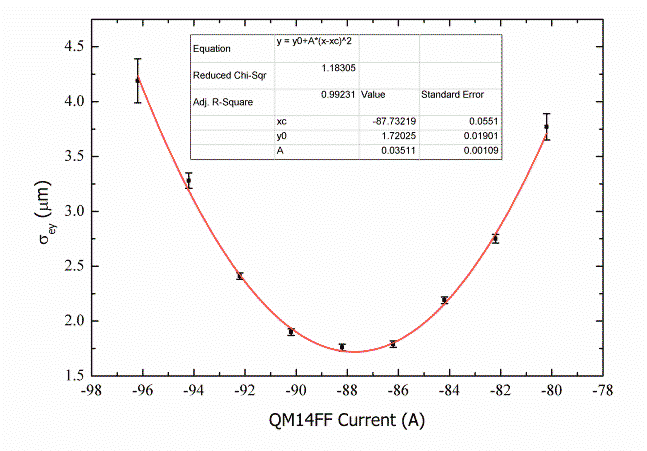 4.5
4.0
3.5
3.0
2.5
2.0
1.5
σey (μm)
Equation y = y0+A*(x-xc)^2
Reduced Chi-Sqr 1.18305
Adj. R-Square 0.99231 Value Standard Error
xc -87.73219 0.0551
y0 1.72025 0.01901
A 0.03511 0.00109
-98 -96 -94 -92 -90 -88 -86 -84 -82 -80 -78
QM14FF Current (A)